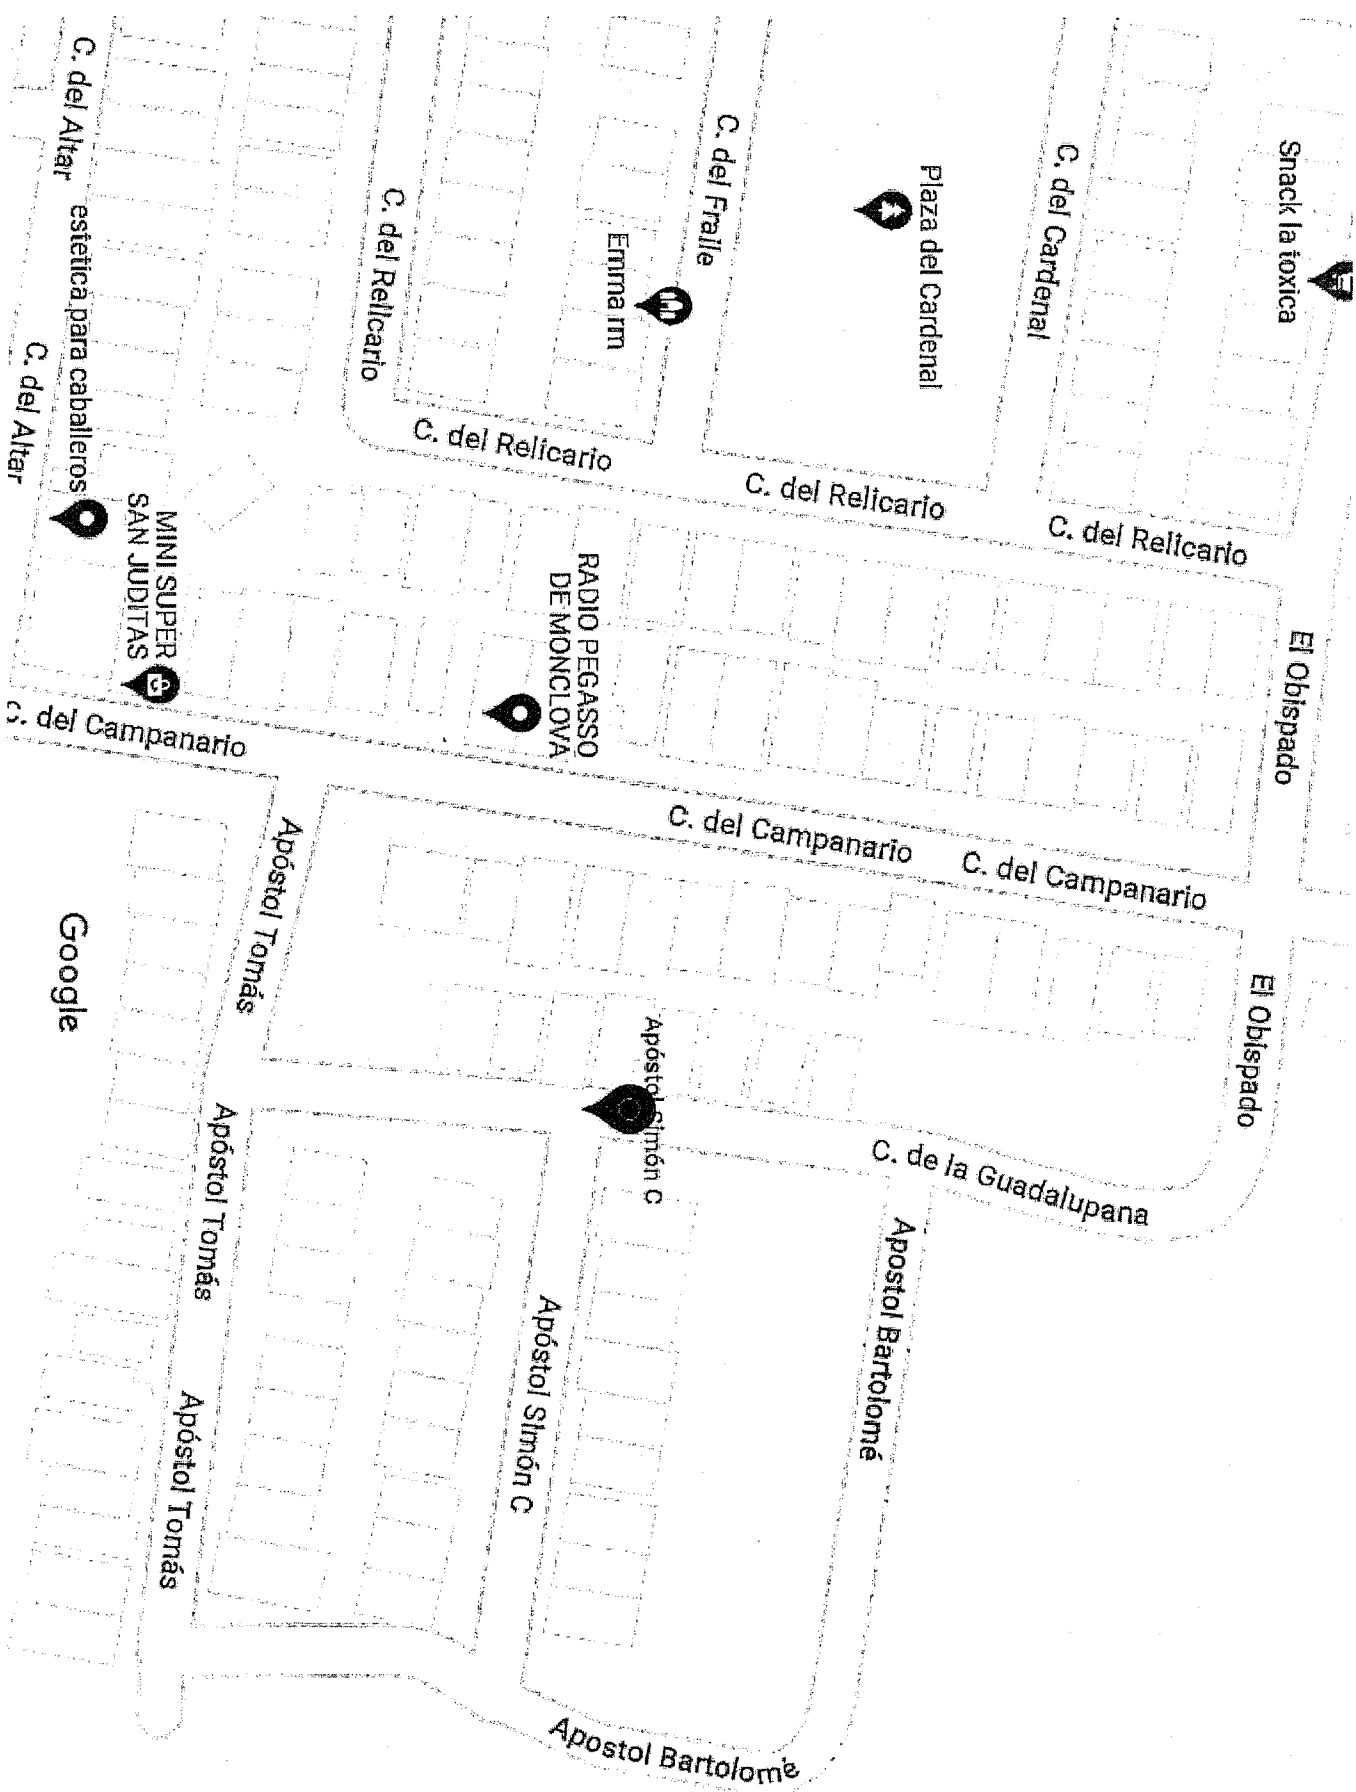 C. del Altar
estetica para caballeros
C. del Altar
MINI SUPER
SAN JUDITAS
C. del Relicario
C. del Relicario
C. del Fraile
Emma rm
Plaza del Cardenal
C. del Cardenal
Snack la toxica
C. del Relicario
C. del Relicario
RADIO PEGASSO
DE MONCLOVA
El Obispado
C. del Campanario
C. del Campanario
C. del Campanario
El Obispado
Apóstol Tomás
Google
Apóstol Simón C
C. de la Guadalupana
Apóstol Tomás
Apóstol Simón C
Apostol Bartolomé
Apóstol Tomás
Apostol Bartolomé